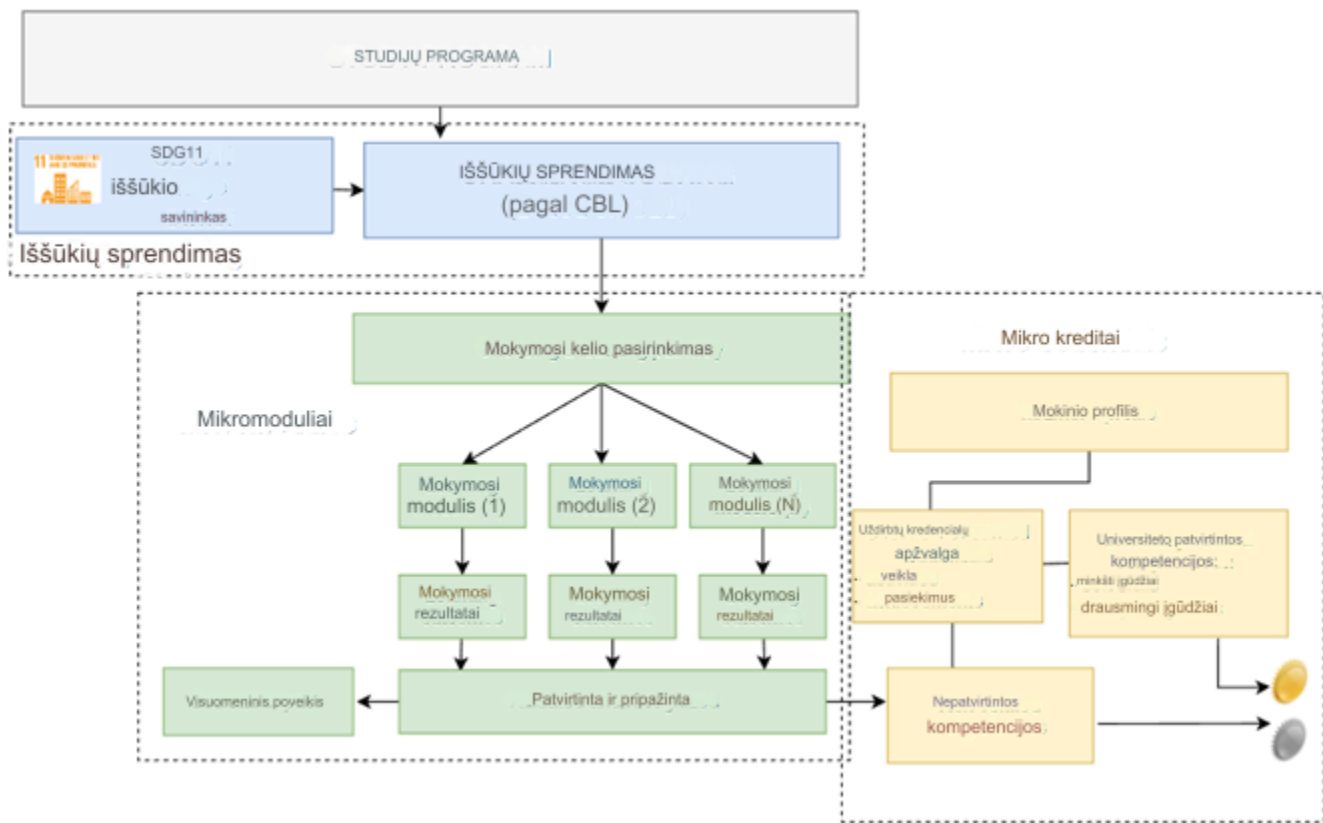 STUDIJŲ PROGRAMA
11
SDG11
iššūkio
savininkas
IŠŠŪKIŲ SPRENDIMAS
(pagal CBL)
Iššūkių sprendimas
Mokymosi kelio pasirinkimas
Mikro kreditai
Mokinio profilis
Mikromoduliai
Mokymosi
modulis (1)
Mokymosi
modulis (2)
Mokymosi
modulis (N)
Uždirbtų kredencialų
apžvalga
veikla
pasiekimus
Universiteto patvirtintos
kompetencijos:
minkšti įgūdžiai
drausmingi įgūdžiai
Mokymosi
rezultatai
Mokymosi
rezultatai
Mokymosi
rezultatai
Visuomeninis poveikis
Patvirtinta ir pripažinta
Nepatvirtintos
kompetencijos